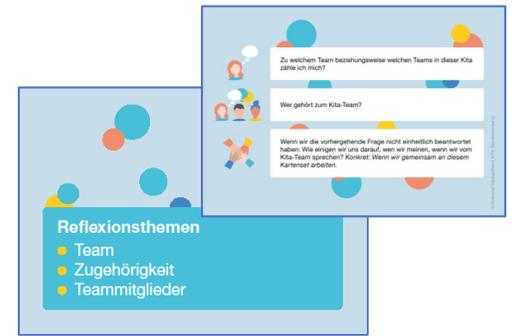 Zu welchem Team beziehungsweise welchen Teams in dieser Kita
zähle ich mich?
Wer gehört zum Kita-Team?
Wenn wir die vorhergehende Frage nicht einheitlich beantwortet
haben: Wie einigen wir uns darauf, wen wir meinen, wenn wir vom
Kita-Team sprechen? Konkret: Wenn wir gemeinsam an diesem
Kartenset arbeiten.
Reflexionsthemen
Team
Zugehörigkeit
Teammitglieder